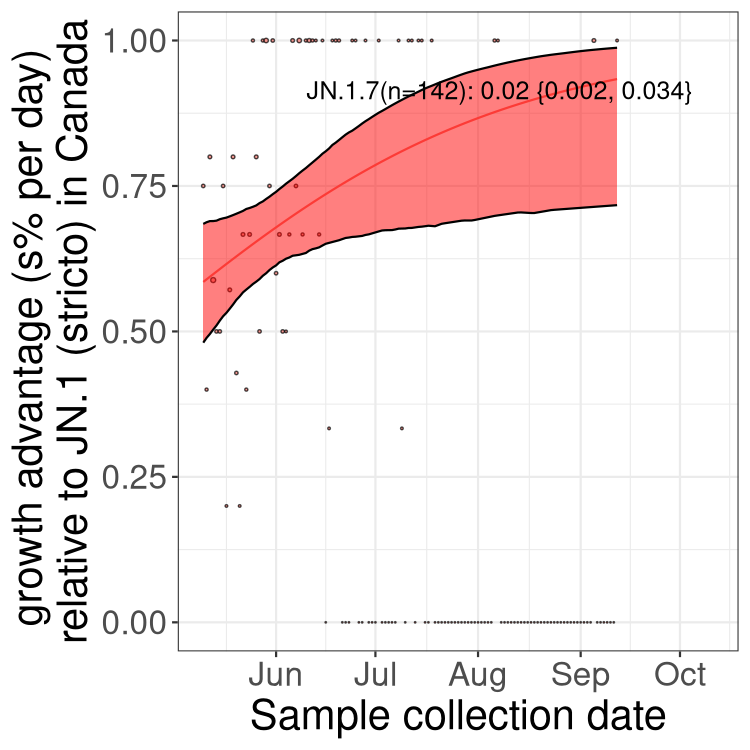 growth advantage (s% per day)
relative to JN.1 (stricto) in Canada
1.00
0.75
0.50
0.25
0.00
JN.1.7(n=142): 0.02 {0.002, 0.034}
Jun Jul Aug Sep Oct
Sample collection date